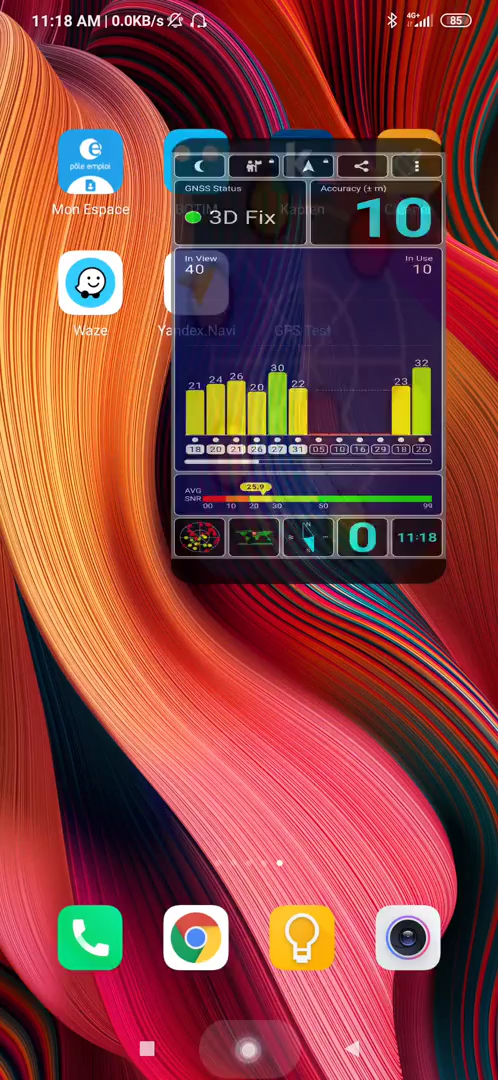 11:18 AM | 0.0KB/s
4G+
85
pôle emploi
Mon Espace
BOTIM
Kapten
GNSS Status
3D Fix
Accuracy (± m)
10
In View
40
In Use
10
Waze
Yandex.Navi
GPS Test
21 24 26 20 30 22 23 32
18 20 21 26 27 31 05 10 16 29 18 26
AVG
SNR
25.9
00 10 20 30 50 99
N
0
11:18